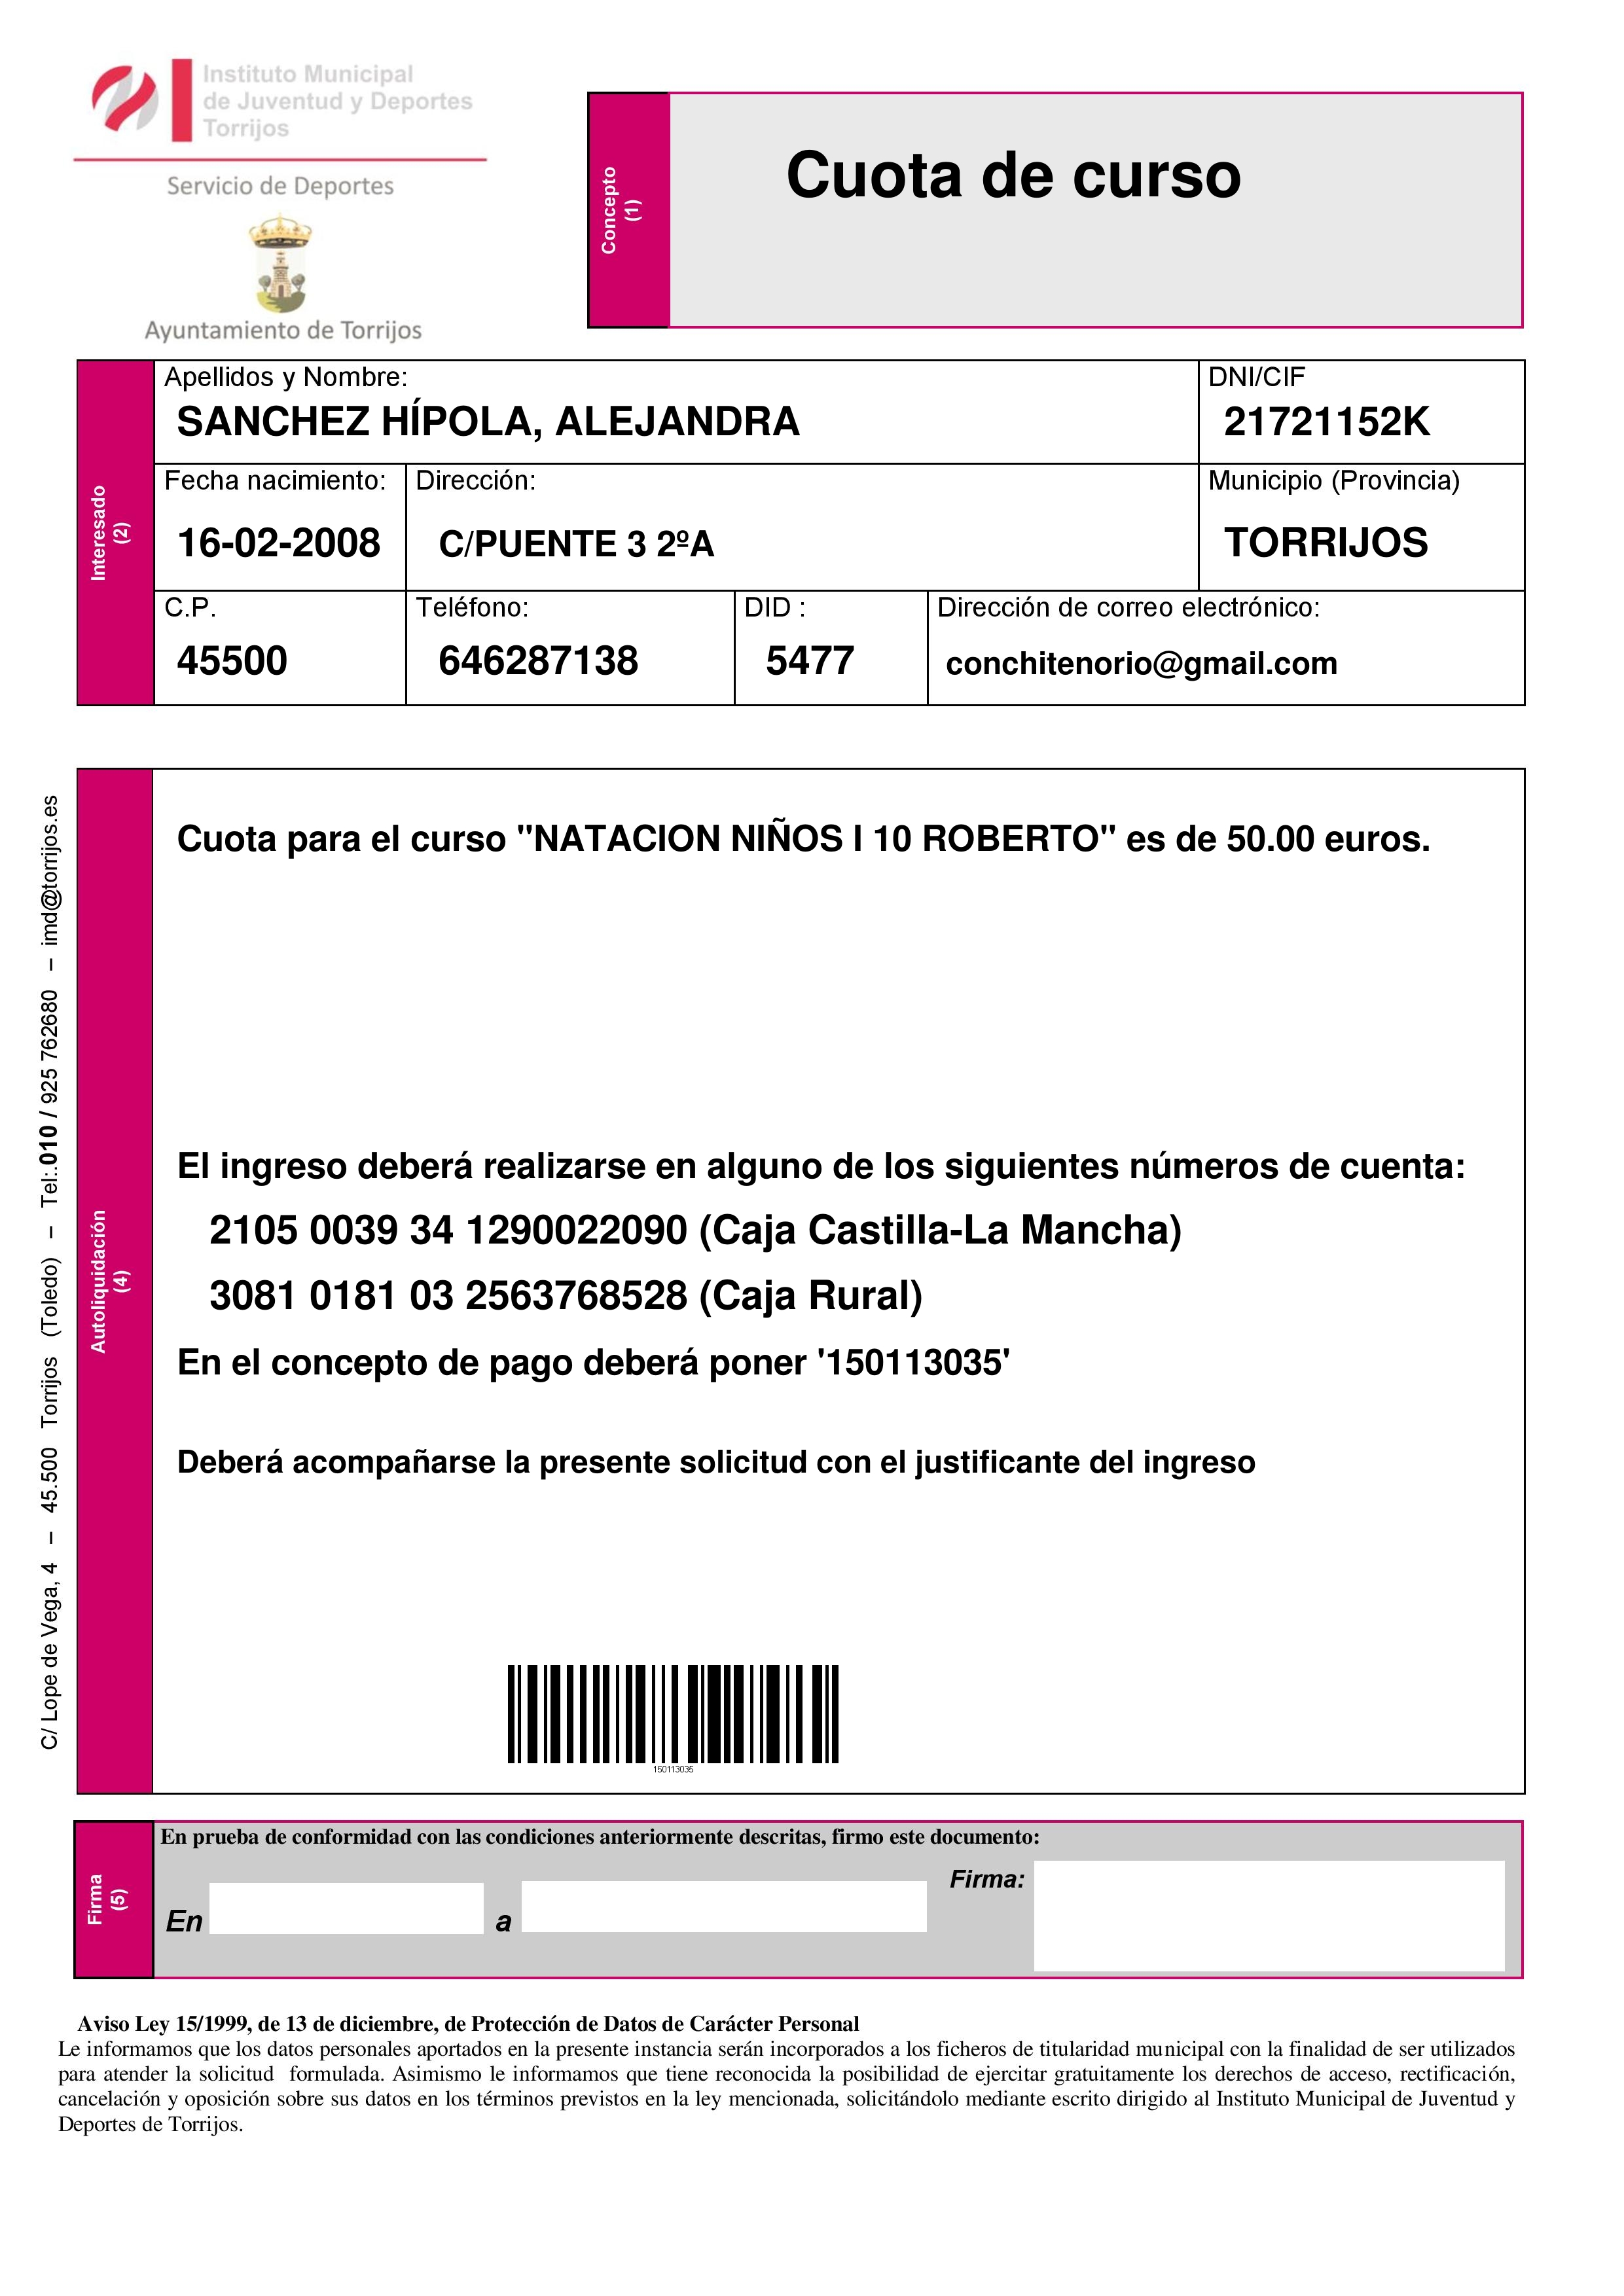 Instituto Municipal
de Juventud y Deportes
Torrijos
Servicio de Deportes
Ayuntamiento de Torrijos
Concepto
(1)
Cuota de curso
Interesado
(2)
Apellidos y Nombre:
SANCHEZ HÍPOLA, ALEJANDRA
DNI/CIF
21721152K
Fecha nacimiento:
16-02-2008
Dirección:
C/PUENTE 3 2ºA
Municipio (Provincia)
TORRIJOS
C.P.
45500
Teléfono:
646287138
DID :
5477
Dirección de correo electrónico:
conchitenorio@gmail.com
C/ Lope de Vega, 4 – 45.500 Torrijos (Toledo) – Tel:.010 / 925 762680 – imd@torrijos.es
Autoliquidación
(4)
Cuota para el curso "NATACION NIÑOS I 10 ROBERTO" es de 50.00 euros.
El ingreso deberá realizarse en alguno de los siguientes números de cuenta:
2105 0039 34 1290022090 (Caja Castilla-La Mancha)
3081 0181 03 2563768528 (Caja Rural)
En el concepto de pago deberá poner '150113035'
Deberá acompañarse la presente solicitud con el justificante del ingreso
150113035
Firma
(5)
En prueba de conformidad con las condiciones anteriormente descritas, firmo este documento:
En
a
Firma:
Aviso Ley 15/1999, de 13 de diciembre, de Protección de Datos de Carácter Personal
Le informamos que los datos personales aportados en la presente instancia serán incorporados a los ficheros de titularidad municipal con la finalidad de ser utilizados
para atender la solicitud formulada. Asimismo le informamos que tiene reconocida la posibilidad de ejercitar gratuitamente los derechos de acceso, rectificación,
cancelación y oposición sobre sus datos en los términos previstos en la ley mencionada, solicitándolo mediante escrito dirigido al Instituto Municipal de Juventud y
Deportes de Torrijos.